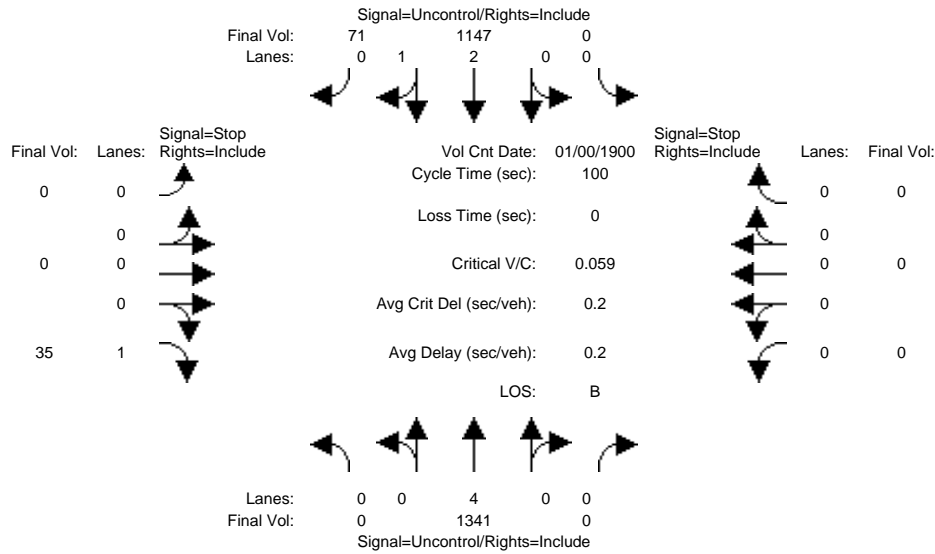 Signal=Uncontrol/Rights=Include
Final Vol: 71 1147 0
Lanes: 0 1 2 0 0
Signal=Stop Signal=Stop
Final Vol: Lanes: Rights=Include Vol Cnt Date: 01/00/1900 Rights=Include Lanes: Final Vol:
Cycle Time (sec): 100
0 0 0 0
Loss Time (sec): 0
0 0
0 0 Critical V/C: 0.059 0 0
0 Avg Crit Del (sec/veh): 0.2 0
35 1 Avg Delay (sec/veh): 0.2 0 0
LOS: B
Lanes: 0 0 4 0 0
Final Vol: 0 1341 0
Signal=Uncontrol/Rights=Include